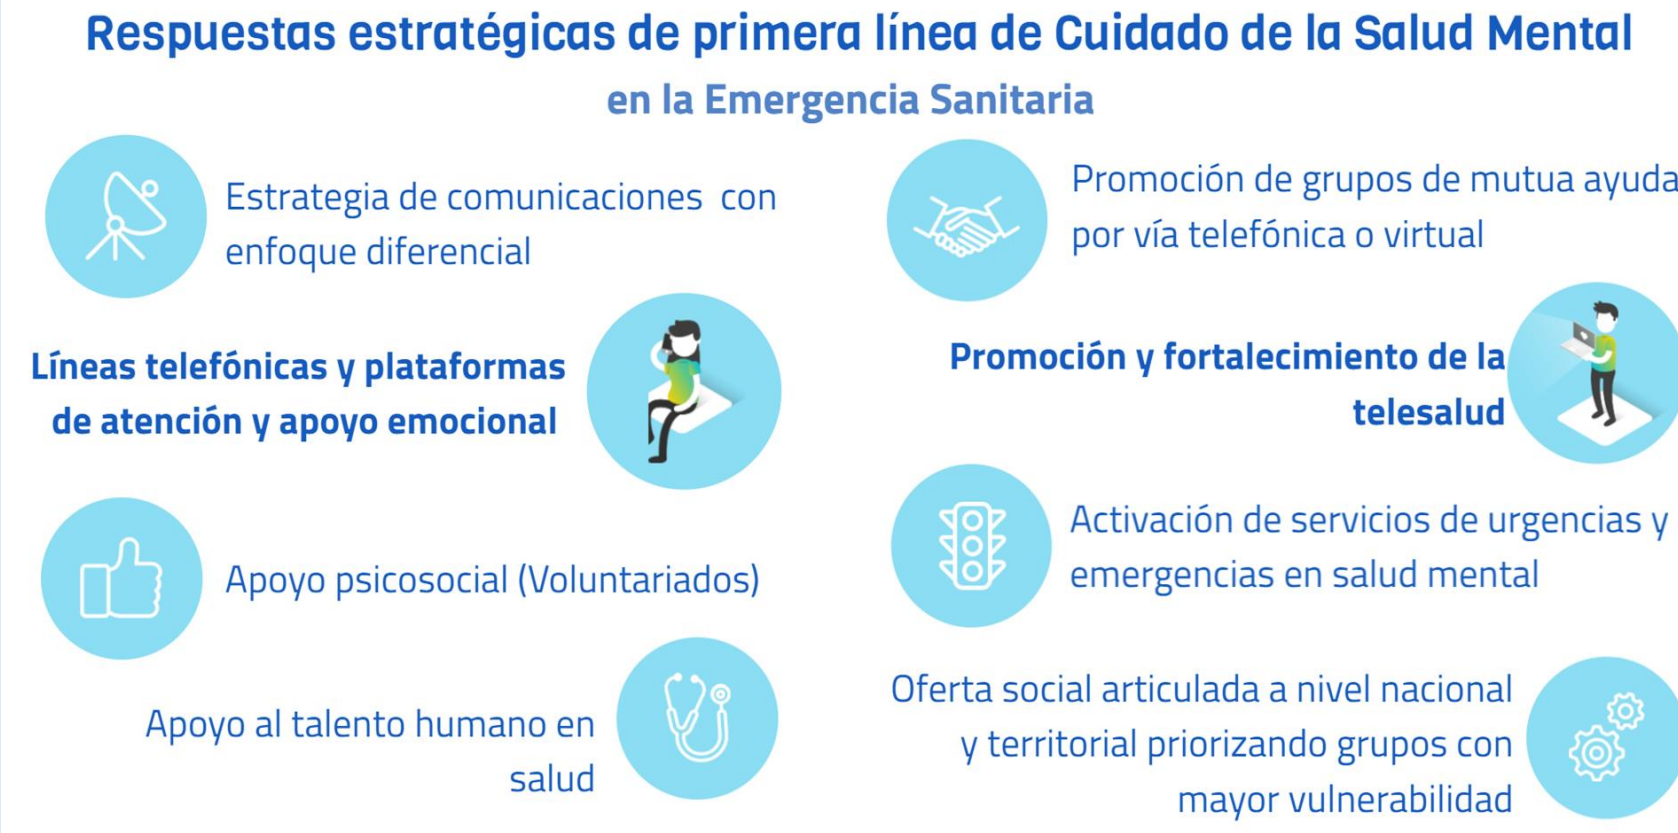 Respuestas estratégicas de primera línea de Cuidado de la Salud Mental
en la Emergencia Sanitaria
Estrategia de comunicaciones con
enfoque diferencial
Líneas telefónicas y plataformas
de atención y apoyo emocional
Apoyo psicosocial (Voluntariados)
Apoyo al talento humano en
salud
Promoción de grupos de mutua ayuda
por vía telefónica o virtual
Promoción y fortalecimiento de la
telesalud
Activación de servicios de urgencias y
emergencias en salud mental
Oferta social articulada a nivel nacional
y territorial priorizando grupos con
mayor vulnerabilidad